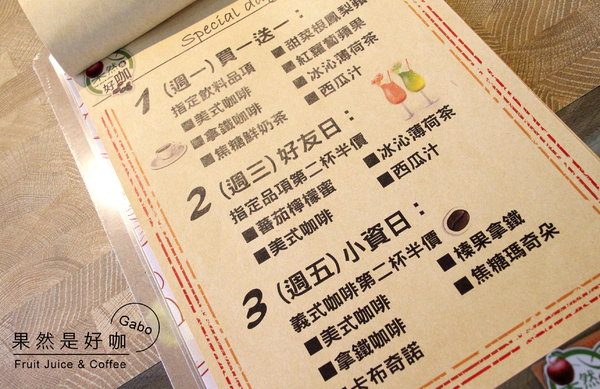 Special day
果然
好咖
1 (週一) 買一送一：
指定飲料品項
■美式咖啡
■拿鐵咖啡
■焦糖鮮奶茶
■甜菜根鳳梨蘋
■紅蘿蔔蘋果
■冰沁薄荷茶
■西瓜汁
2 (週三) 好友日：
指定品項第二杯半價
■番茄檸檬蜜
■美式咖啡
■冰沁薄荷茶
■西瓜汁
3 (週五) 小資日：
義式咖啡第二杯半價
■美式咖啡
■拿鐵咖啡
■卡布奇諾
■榛果拿鐵
■焦糖瑪奇朵
果然是好咖
Gabo
Fruit Juice & Coffee